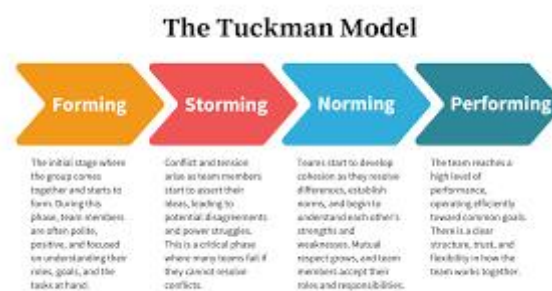 The Tuckman Model
Forming
Storming
Norming
Performing
The initial stage where
the group comes
together and starts to
form. During this
phase, team members
are often polite,
positive, and focused
on understanding their
roles, goals, and the
tasks at hand.
Conflict and tension
arise as team members
start to assert their
ideas, leading to
potential disagreements
and power struggles.
This is a critical phase
where many teams fail if
they cannot resolve
conflicts.
Teams start to develop
cohesion as they resolve
differences, establish
norms, and begin to
understand each other's
strengths and
weaknesses. Mutual
respect grows, and team
members accept their
roles and responsibilities.
The team reaches a
high level of
performance,
operating efficiently
toward common goals.
There is a clear
structure, trust, and
flexibility in how the
team works together.